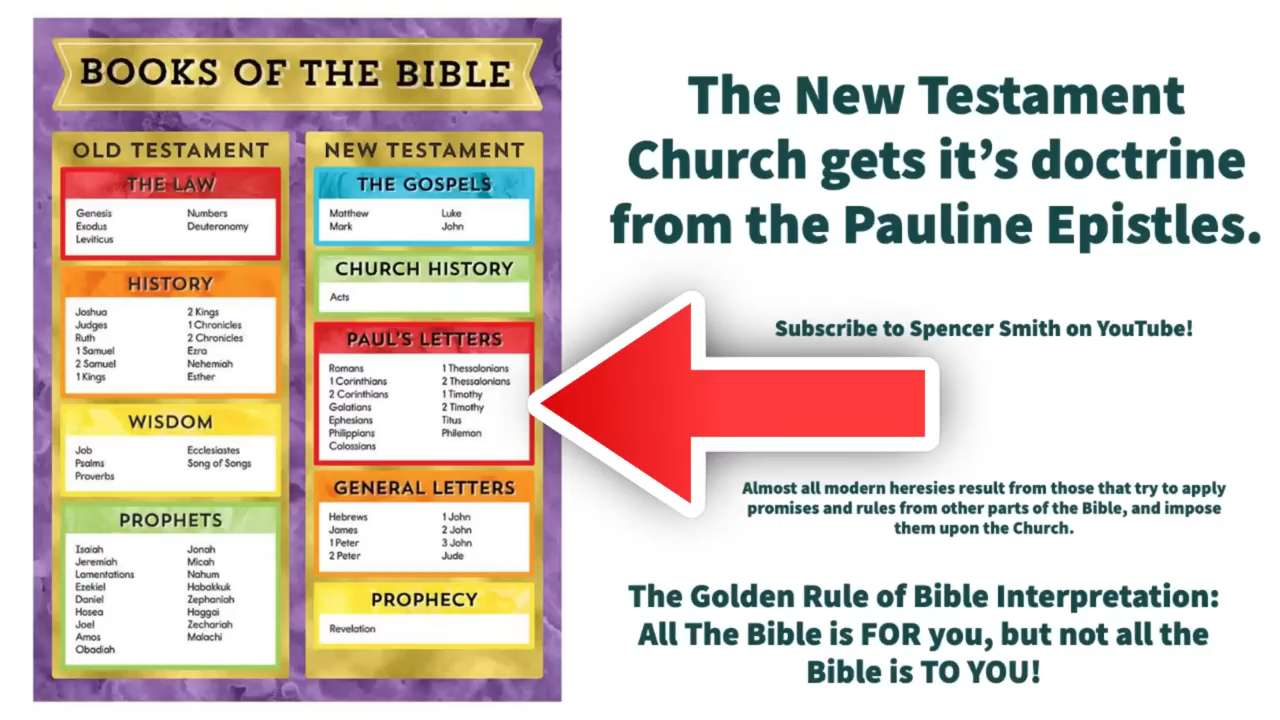 BOOKS OF THE BIBLE
OLD TESTAMENT
THE LAW
Genesis
Exodus
Leviticus
Numbers
Deuteronomy
HISTORY
Joshua
Judges
Ruth
1 Samuel
2 Samuel
1 Kings
2 Kings
1 Chronicles
2 Chronicles
Ezra
Nehemiah
Esther
WISDOM
Job
Psalms
Proverbs
Ecclesiastes
Song of Songs
PROPHETS
Isaiah
Jeremiah
Lamentations
Ezekiel
Daniel
Hosea
Joel
Amos
Obadiah
Jonah
Micah
Nahum
Habakkuk
Zephaniah
Haggai
Zechariah
Malachi
NEW TESTAMENT
THE GOSPELS
Matthew
Mark
Luke
John
CHURCH HISTORY
Acts
PAUL'S LETTERS
Romans
1 Corinthians
2 Corinthians
Galatians
Ephesians
Philippians
Colossians
1 Thessalonians
2 Thessalonians
1 Timothy
2 Timothy
Titus
Philemon
GENERAL LETTERS
Hebrews
James
1 Peter
2 Peter
1 John
2 John
3 John
Jude
PROPHECY
Revelation
The New Testament
Church gets it’s doctrine
from the Pauline Epistles.
Subscribe to Spencer Smith on YouTube!
Almost all modern heresies result from those that try to apply
promises and rules from other parts of the Bible, and impose
them upon the Church.
The Golden Rule of Bible Interpretation:
All The Bible is FOR you, but not all the
Bible is TO YOU!